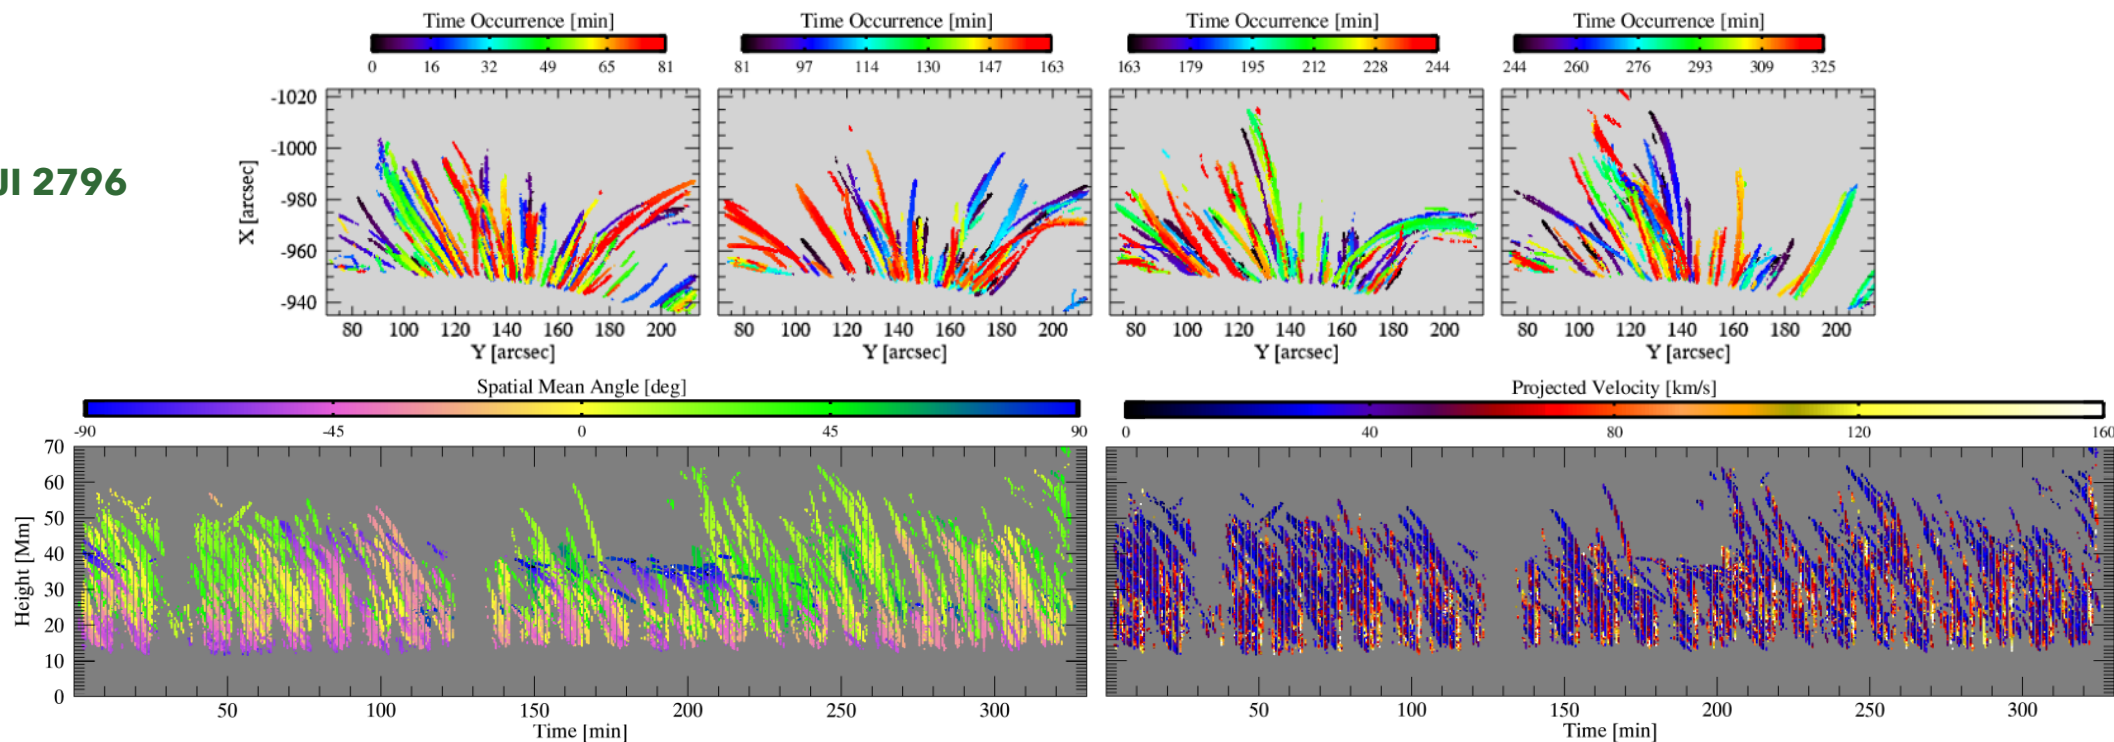 Time Occurrence [min] Time Occurrence [min] Time Occurrence [min] Time Occurrence [min]
0 16 32 49 65 81 81 97 114 130 147 163 163 179 195 212 228 244 244 260 276 293 309 325
JI 2796
X [arcsec]
-1020
-1000
-980
-960
-940
80 100 120 140 160 180 200 80 100 120 140 160 180 200 80 100 120 140 160 180 200 80 100 120 140 160 180 200
Y [arcsec] Y [arcsec] Y [arcsec] Y [arcsec]
Spatial Mean Angle [deg] Projected Velocity [km/s]
-90 -45 0 45 90 0 40 80 120 160
Height [Mm]
70
60
50
40
30
20
10
0
50 100 150 200 250 300 50 100 150 200 250 300
Time [min] Time [min]